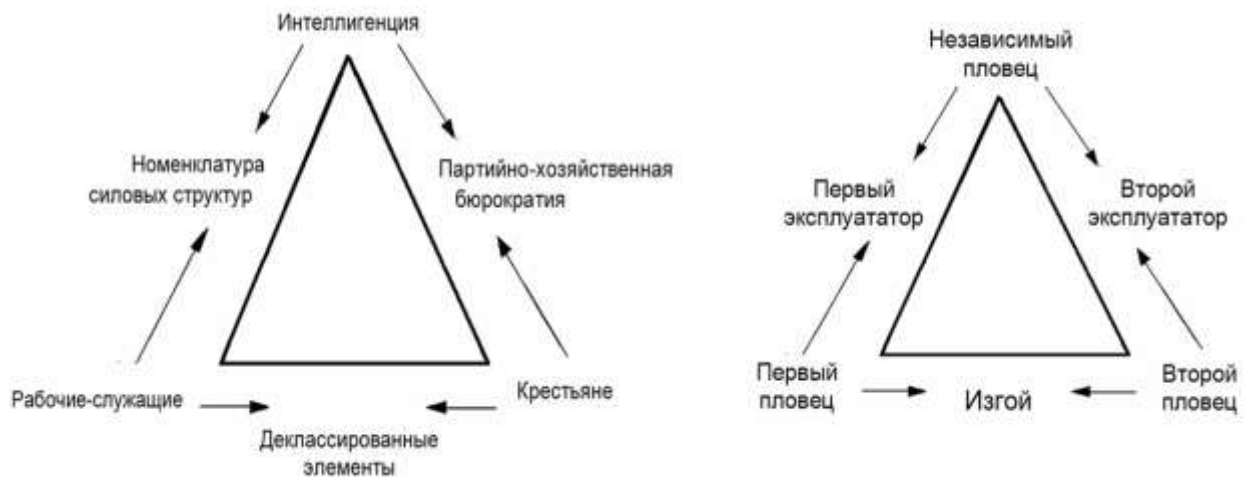 Интеллигенция
Номенклатура
силовых структур
Партийно-хозяйственная
бюрократия
Рабочие-служащие
Крестьяне
Деклассированные
элементы
Независимый
пловец
Первый
эксплуататор
Второй
эксплуататор
Первый
пловец
Изгой
Второй
пловец